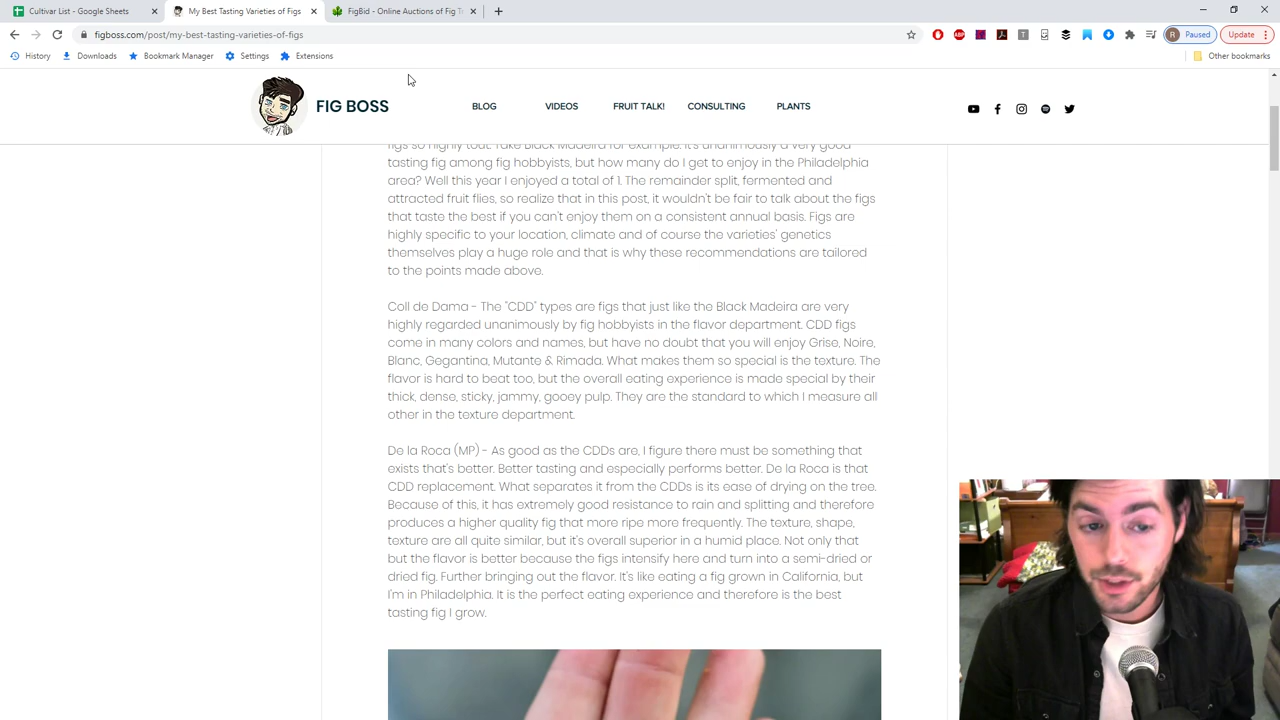 Cultivar List - Google Sheets
My Best Tasting Varieties of Figs
FigBid - Online Auctions of Fig Tr
figboss.com/post/my-best-tasting-varieties-of-figs
Paused
Update
History
Downloads
Bookmark Manager
Settings
Extensions
Other bookmarks
FIG BOSS
BLOG
VIDEOS
FRUIT TALK!
CONSULTING
PLANTS
figs so highly tout. Take Black Madeira for example. It's unanimously a very good
tasting fig among fig hobbyists, but how many do I get to enjoy in the Philadelphia
area? Well this year I enjoyed a total of 1. The remainder split, fermented and
attracted fruit flies, so realize that in this post, it wouldn't be fair to talk about the figs
that taste the best if you can't enjoy them on a consistent annual basis. Figs are
highly specific to your location, climate and of course the varieties' genetics
themselves play a huge role and that is why these recommendations are tailored
to the points made above.
Coll de Dama - The "CDD" types are figs that just like the Black Madeira are very
highly regarded unanimously by fig hobbyists in the flavor department. CDD figs
come in many colors and names, but have no doubt that you will enjoy Grise, Noire,
Blanc, Gegantina, Mutante & Rimada. What makes them so special is the texture. The
flavor is hard to beat too, but the overall eating experience is made special by their
thick, dense, sticky, jammy, gooey pulp. They are the standard to which I measure all
other in the texture department.
De la Roca (MP) - As good as the CDDs are, I figure there must be something that
exists that's better. Better tasting and especially performs better. De la Roca is that
CDD replacement. What separates it from the CDDs is its ease of drying on the tree.
Because of this, it has extremely good resistance to rain and splitting and therefore
produces a higher quality fig that more ripe more frequently. The texture, shape,
texture are all quite similar, but it's overall superior in a humid place. Not only that
but the flavor is better because the figs intensify here and turn into a semi-dried or
dried fig. Further bringing out the flavor. It's like eating a fig grown in California, but
I'm in Philadelphia. It is the perfect eating experience and therefore is the best
tasting fig I grow.